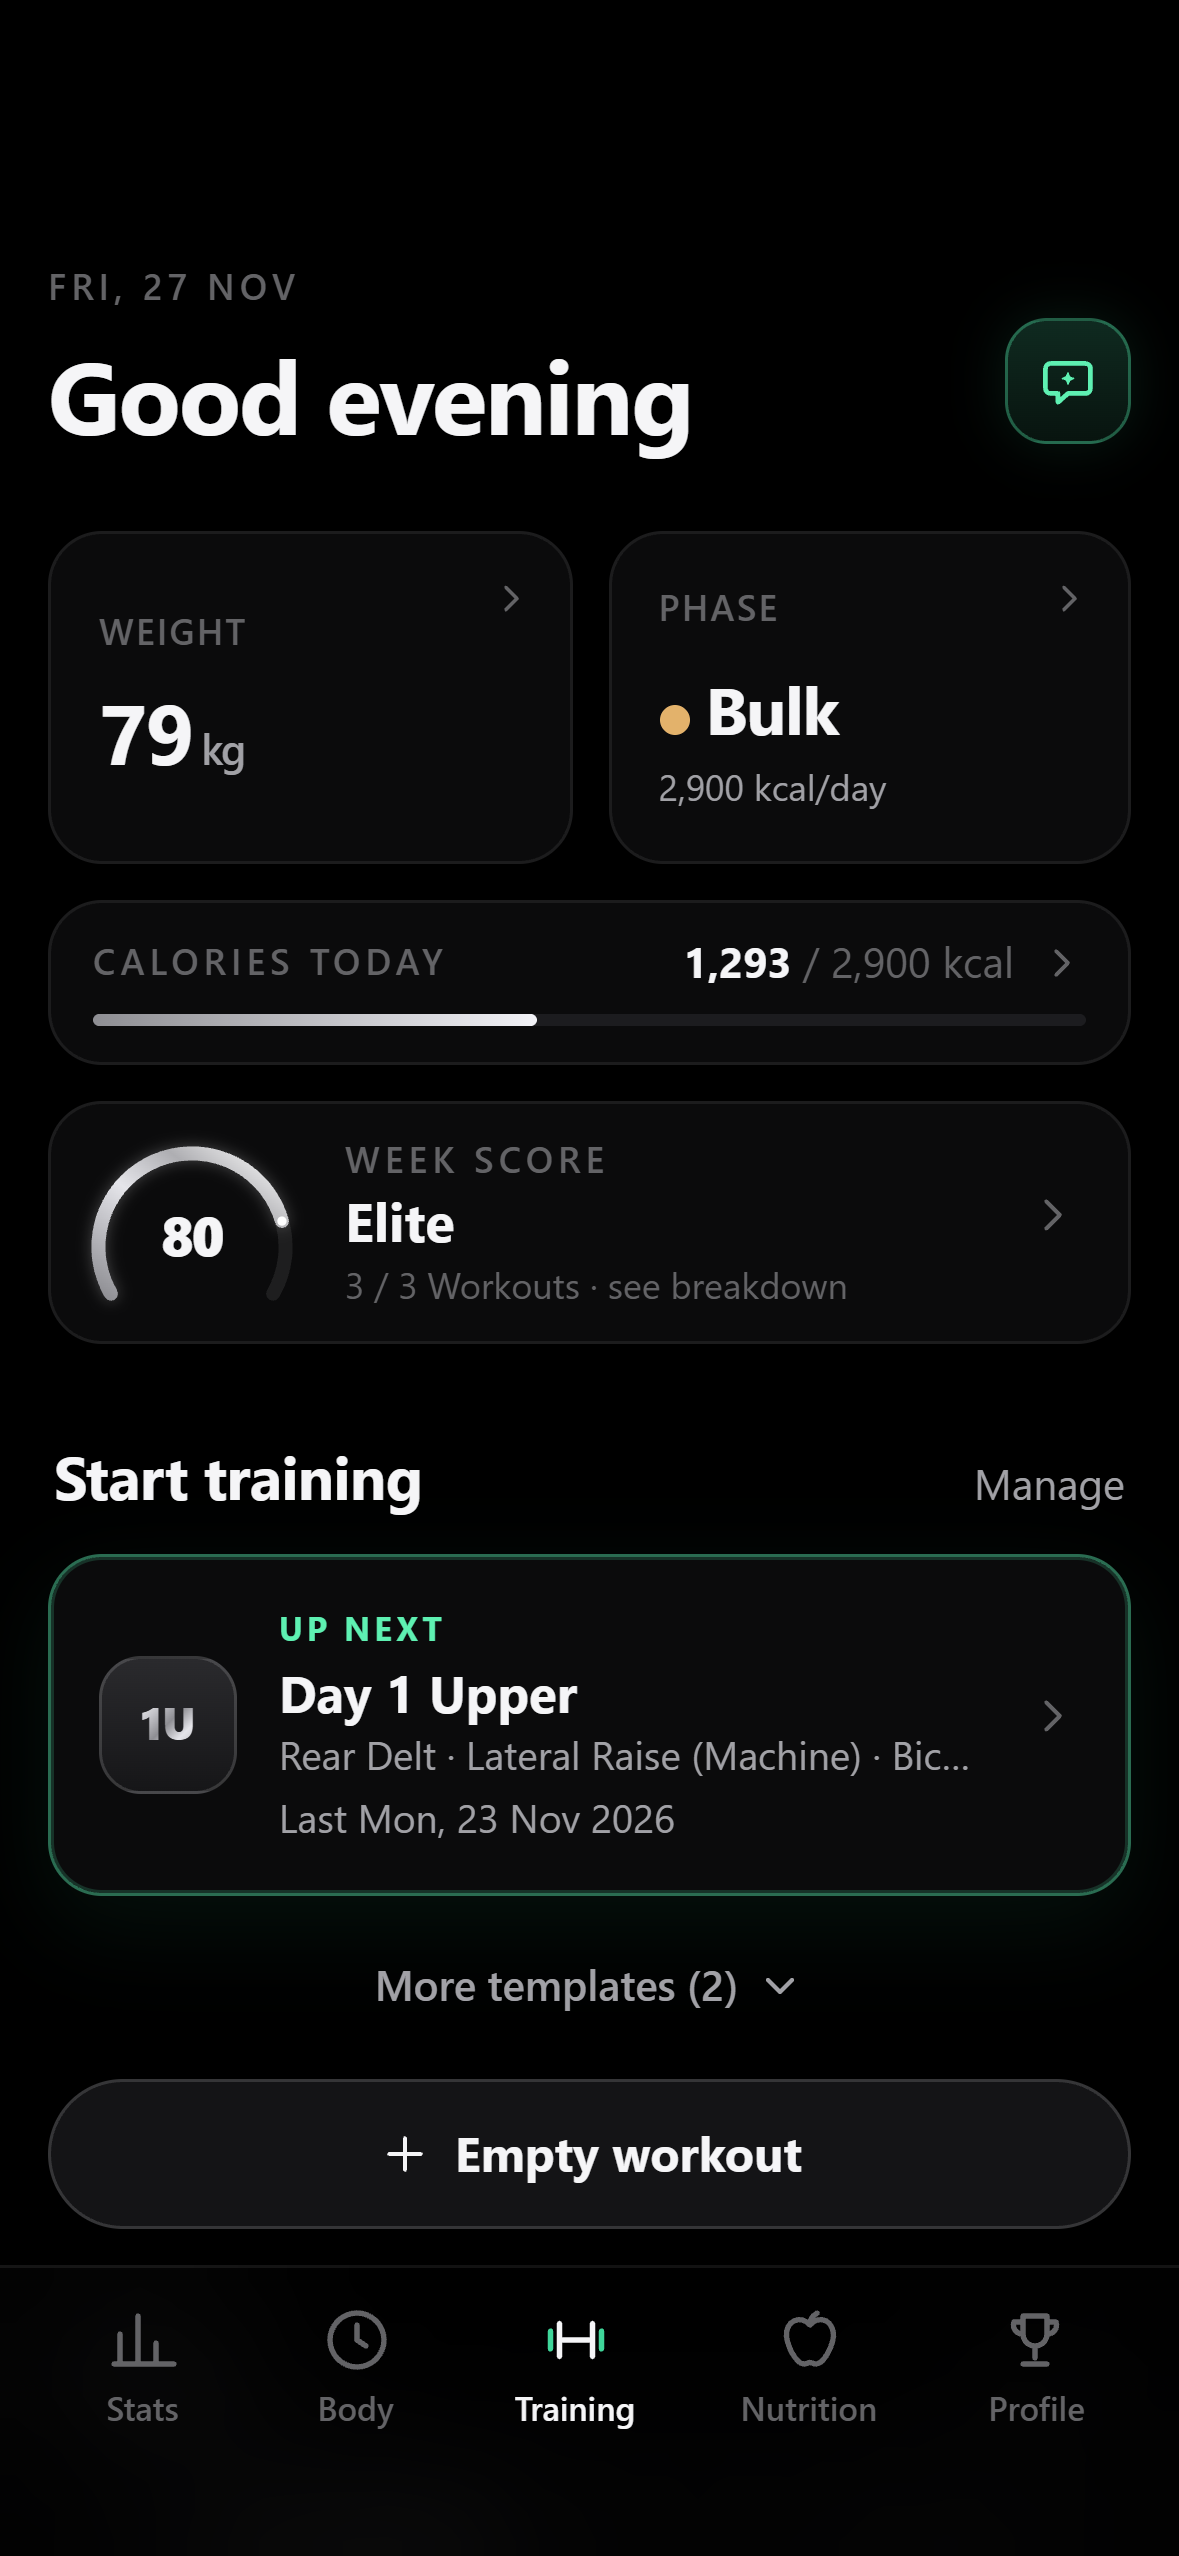 FRI, 27 NOV
Good evening
WEIGHT
79 kg
PHASE
Bulk
2,900 kcal/day
CALORIES TODAY
1,293 / 2,900 kcal
80
WEEK SCORE
Elite
3 / 3 Workouts · see breakdown
Start training
Manage
1U
UP NEXT
Day 1 Upper
Rear Delt · Lateral Raise (Machine) · Bic...
Last Mon, 23 Nov 2026
More templates (2)
Empty workout
Stats
Body
Training
Nutrition
Profile